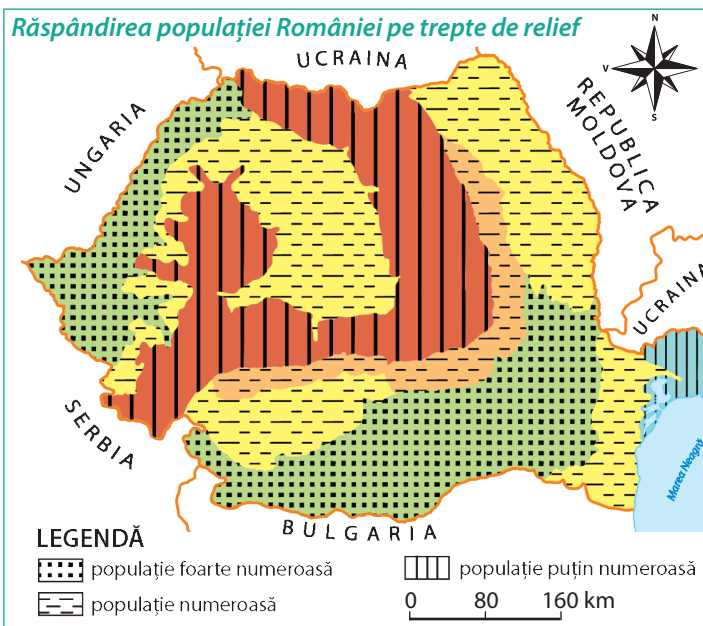 Răspândirea populației României pe trepte de relief
N
V
E
S
UCRAINA
UNGARIA
REPUBLICA
MOLDOVA
UCRAINA
SERBIA
Marea Neagră
BULGARIA
LEGENDĂ
populație foarte numeroasă
populație puțin numeroasă
populație numeroasă
0 80 160 km